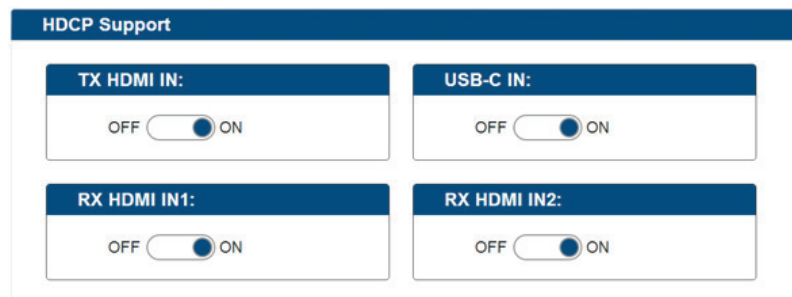 HDCP Support
TX HDMI IN:
OFF ON
USB-C IN:
OFF ON
RX HDMI IN1:
OFF ON
RX HDMI IN2:
OFF ON